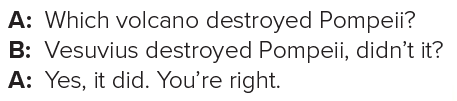 A: Which volcano destroyed Pompeii?
B: Vesuvius destroyed Pompeii, didn’t it?
A: Yes, it did. You’re right.